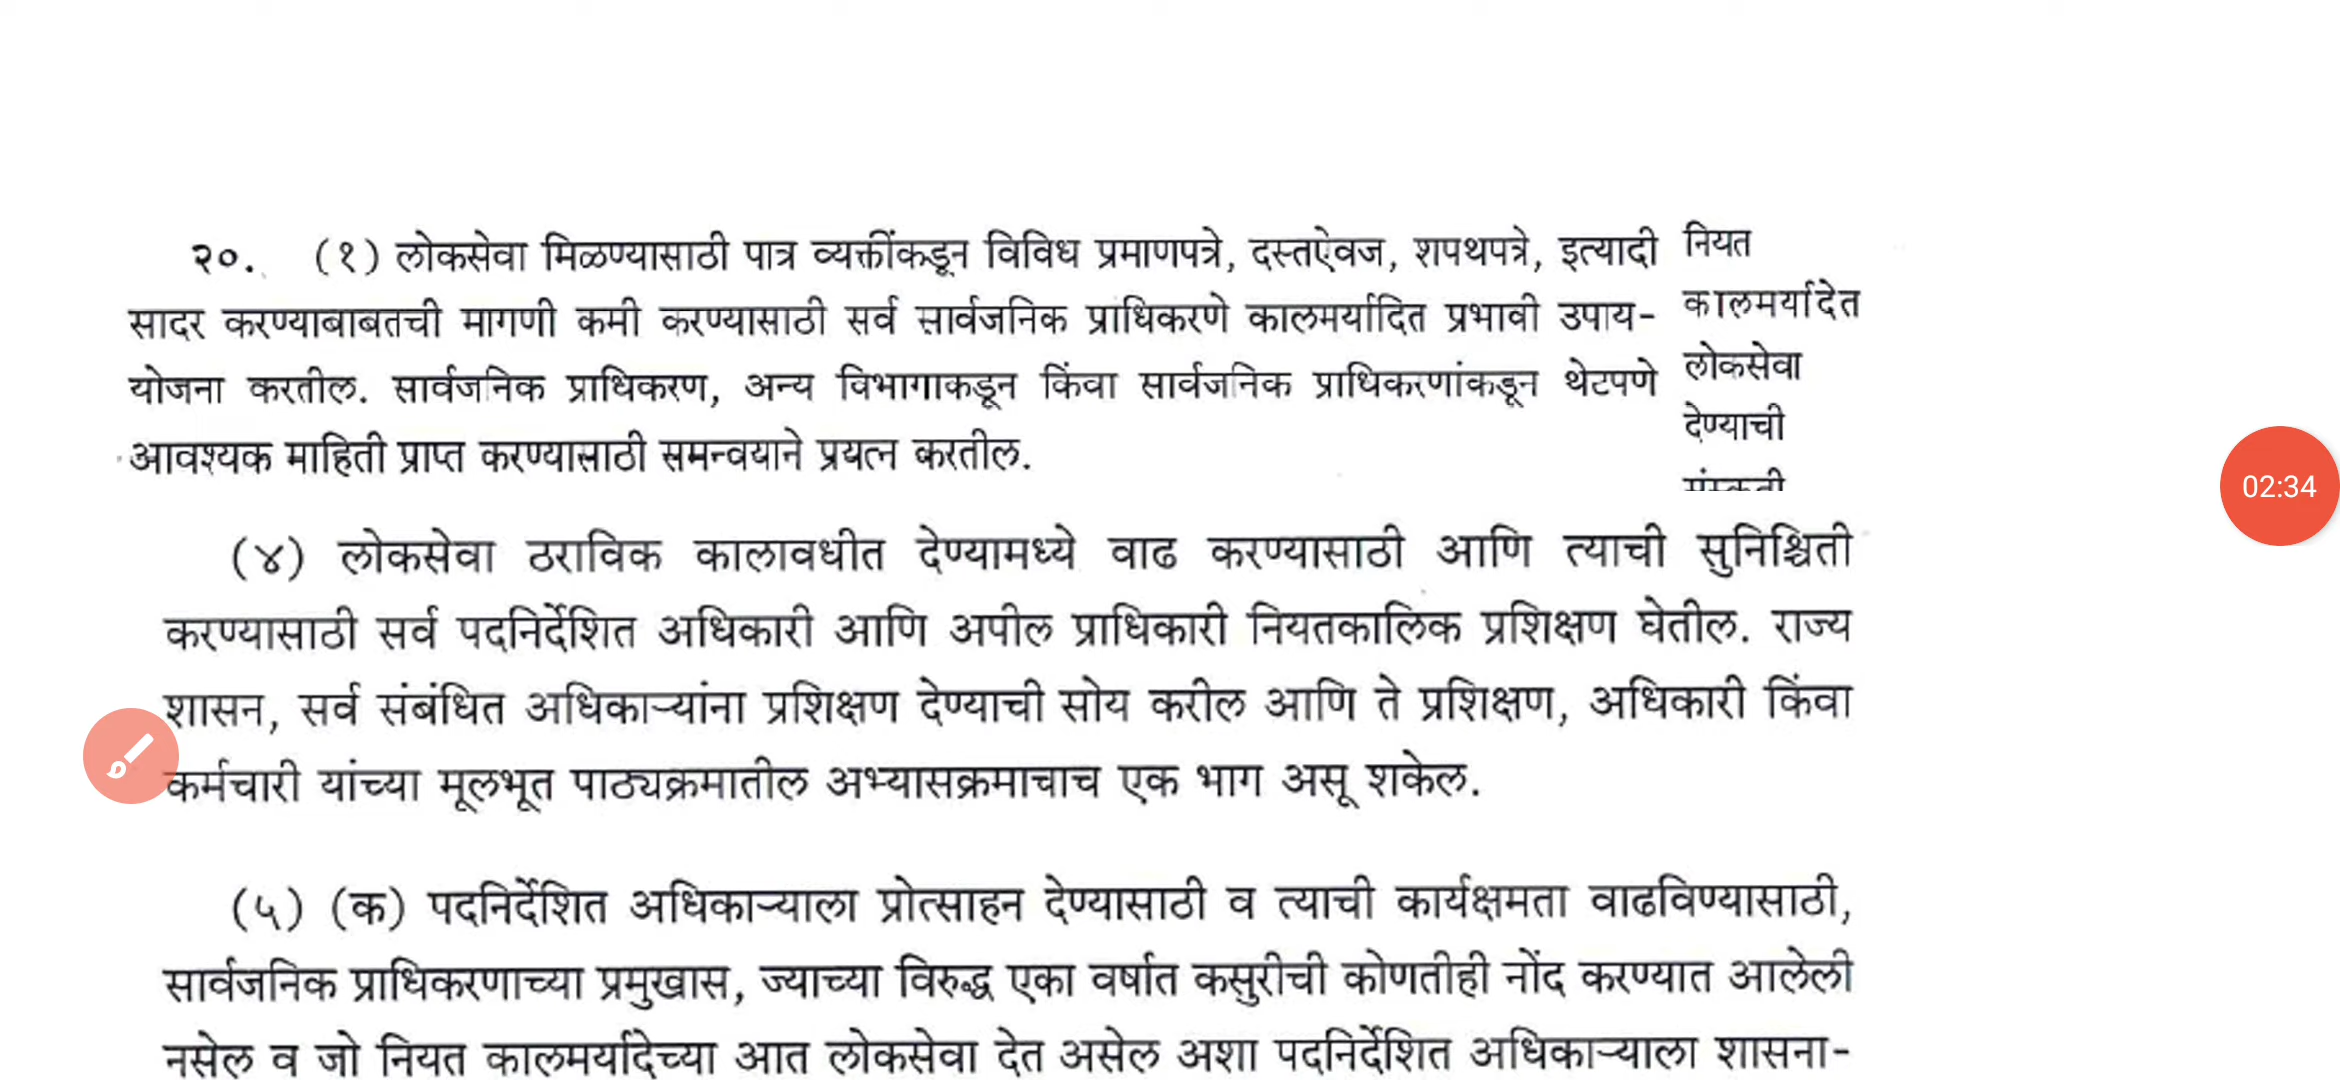 २०. (१) लोकसेवा मिळण्यासाठी पात्र व्यक्तींकडून विविध प्रमाणपत्रे, दस्तऐवज, शपथपत्रे, इत्यादी
सादर करण्याबाबतची मागणी कमी करण्यासाठी सर्व सार्वजनिक प्राधिकरणे कालमर्यादित प्रभावी उपाय-
योजना करतील. सार्वजनिक प्राधिकरण, अन्य विभागाकडून किंवा सार्वजनिक प्राधिकरणांकडून थेटपणे
आवश्यक माहिती प्राप्त करण्यासाठी समन्वयाने प्रयत्न करतील.
नियत
कालमर्यादेत
लोकसेवा
देण्याची
(४) लोकसेवा ठराविक कालावधीत देण्यामध्ये वाढ करण्यासाठी आणि त्याची सुनिश्चिती
करण्यासाठी सर्व पदनिर्देशित अधिकारी आणि अपील प्राधिकारी नियतकालिक प्रशिक्षण घेतील. राज्य
शासन, सर्व संबंधित अधिकाऱ्यांना प्रशिक्षण देण्याची सोय करील आणि ते प्रशिक्षण, अधिकारी किंवा
कर्मचारी यांच्या मूलभूत पाठ्यक्रमातील अभ्यासक्रमाचाच एक भाग असू शकेल.
(५) (क) पदनिर्देशित अधिकाऱ्याला प्रोत्साहन देण्यासाठी व त्याची कार्यक्षमता वाढविण्यासाठी,
सार्वजनिक प्राधिकरणाच्या प्रमुखास, ज्याच्या विरुद्ध एका वर्षात कसुरीची कोणतीही नोंद करण्यात आलेली
नसेल व जो नियत कालमर्यादेच्या आत लोकसेवा देत असेल अशा पदनिर्देशित अधिकाऱ्याला शासना-
02:34